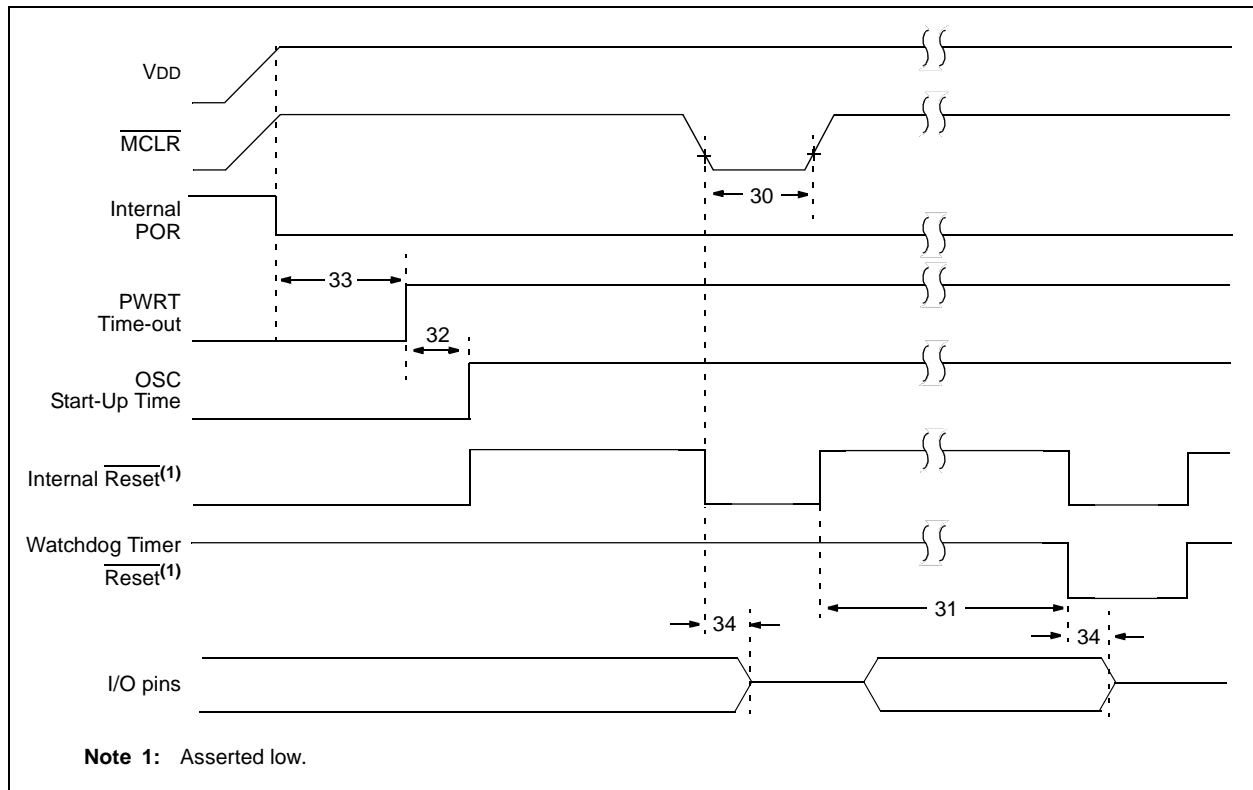 VDD
MCLR
30
Internal
POR
33
PWRT
Time-out
32
OSC
Start-Up Time
Internal Reset(1)
Watchdog Timer
Reset(1)
31
34
34
I/O pins
Note 1: Asserted low.